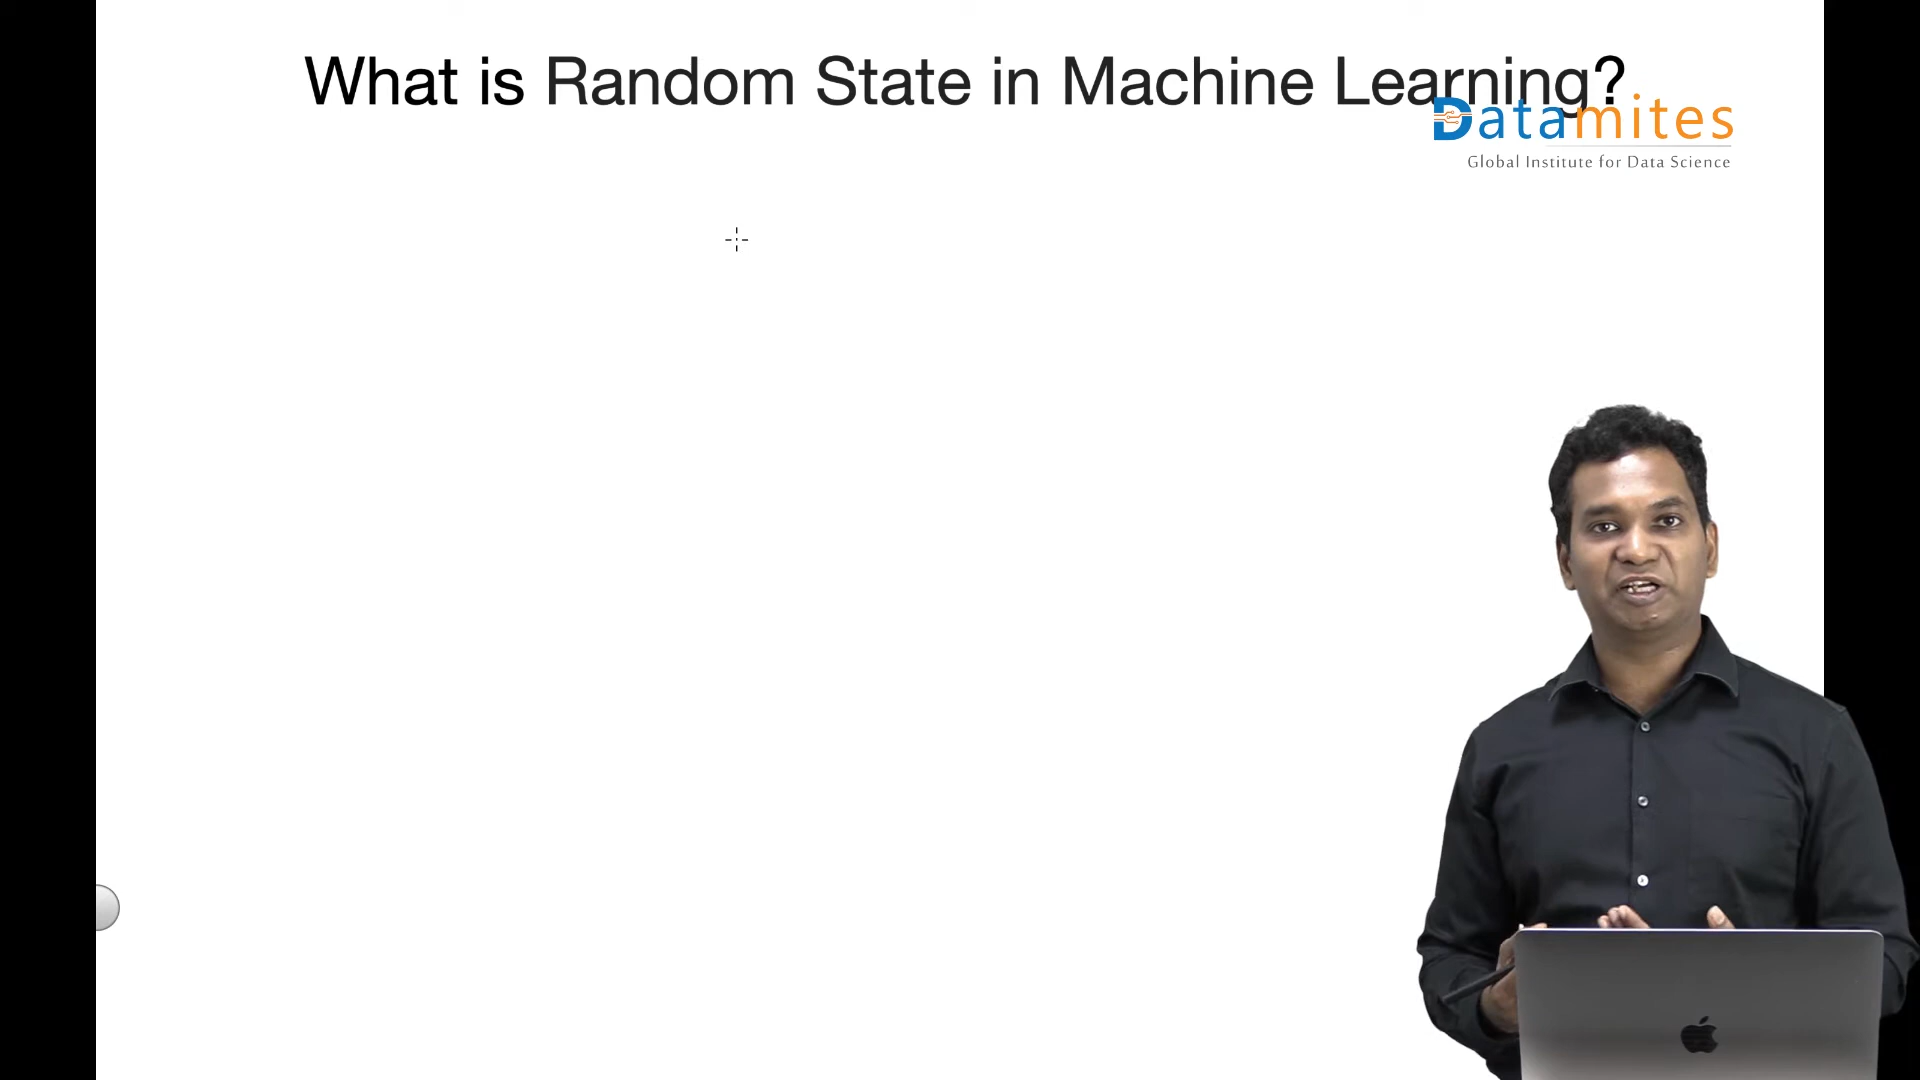 What is Random State in Machine Learning?
Datamites
Global Institute for Data Science